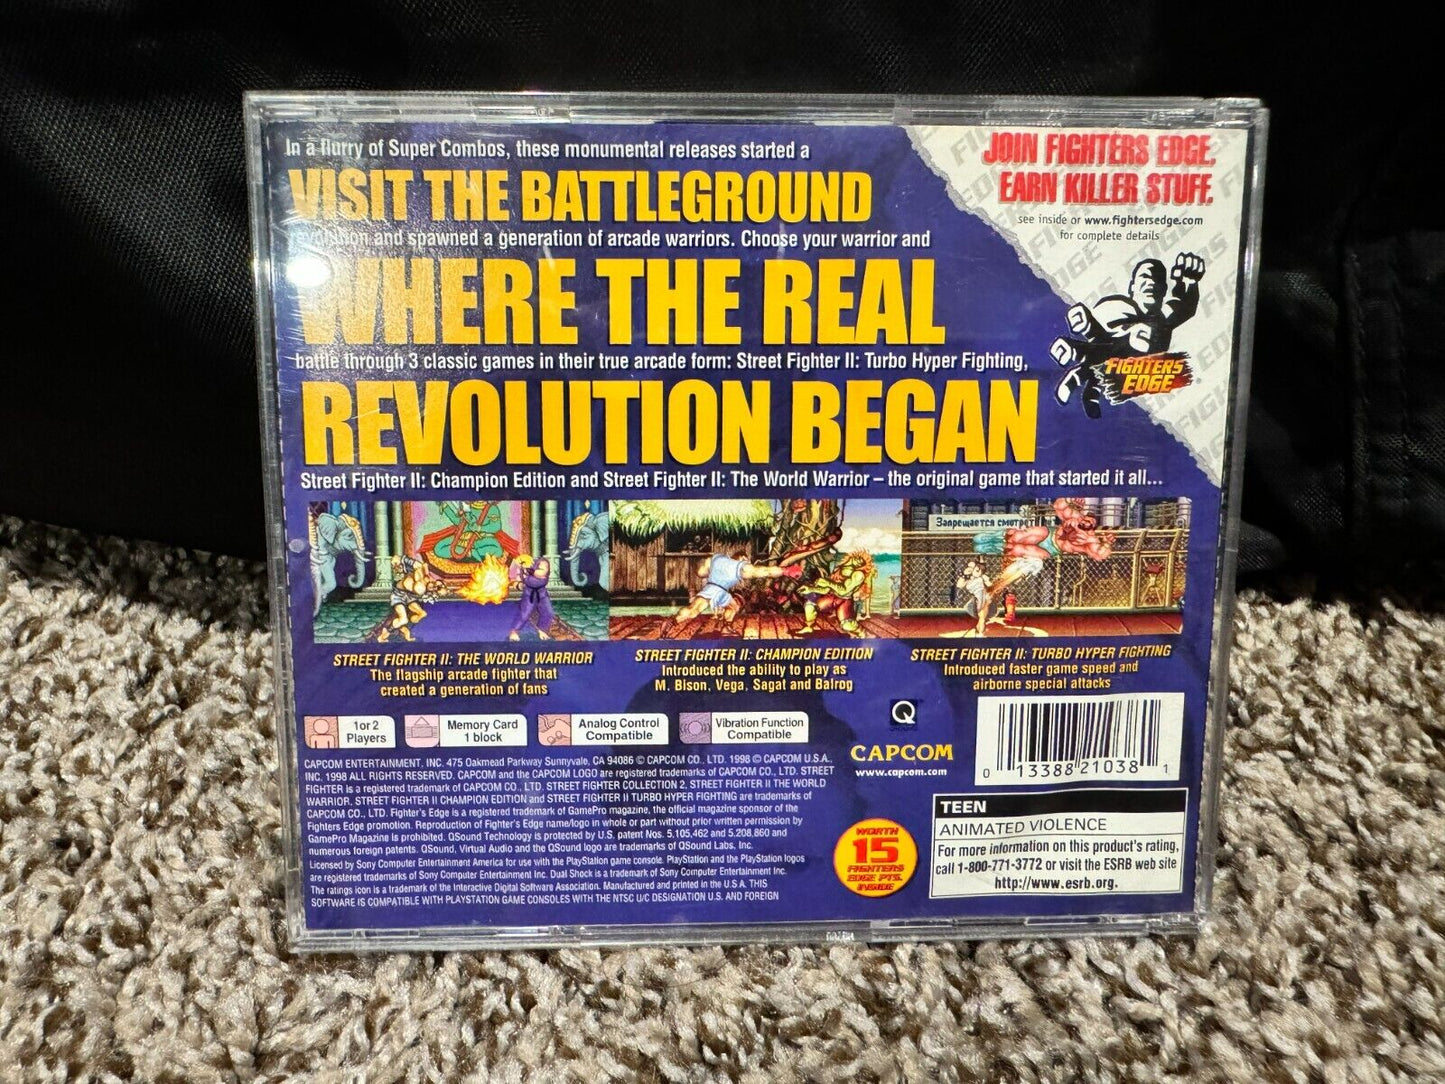 In a flurry of Super Combos, these monumental releases started a
VISIT THE BATTLEGROUND
revolution and spawned a generation of arcade warriors. Choose your warrior and
WHERE THE REAL
battle through 3 classic games in their true arcade form: Street Fighter II: Turbo Hyper Fighting,
REVOLUTION BEGAN
Street Fighter II: Champion Edition and Street Fighter II: The World Warrior – the original game that started it all...
JOIN FIGHTERS EDGE.
EARN KILLER STUFF.
see inside or www.fightersedge.com
for complete details
FIGHTERS
EDGE
Запрещается смотрет
STREET FIGHTER II: THE WORLD WARRIOR
The flagship arcade fighter that
created a generation of fans
STREET FIGHTER II: CHAMPION EDITION
Introduced the ability to play as
M. Bison, Vega, Sagat and Balrog
STREET FIGHTER II: TURBO HYPER FIGHTING
Introduced faster game speed and
airborne special attacks
1 or 2
Players
Memory Card
1 block
Analog Control
Compatible
Vibration Function
Compatible
Q
CAPCOM
www.capcom.com
0 13388 21038 1
CAPCOM ENTERTAINMENT, INC. 475 Oakmead Parkway Sunnyvale, CA 94086 © CAPCOM CO., LTD. 1998 © CAPCOM U.S.A.,
INC. 1998 ALL RIGHTS RESERVED. CAPCOM and the CAPCOM LOGO are registered trademarks of CAPCOM CO., LTD. STREET
FIGHTER is a registered trademark of CAPCOM CO., LTD. STREET FIGHTER COLLECTION 2, STREET FIGHTER II THE WORLD
WARRIOR, STREET FIGHTER II CHAMPION EDITION and STREET FIGHTER II TURBO HYPER FIGHTING are trademarks of
CAPCOM CO., LTD. Fighter's Edge is a registered trademark of GamePro magazine, the official magazine sponsor of the
Fighters Edge promotion. Reproduction of Fighter's Edge name/logo in whole or part without prior written permission by
GamePro Magazine is prohibited. QSound Technology is protected by U.S. patent Nos. 5,105,462 and 5,208,860 and
numerous foreign patents. QSound, Virtual Audio and the QSound logo are trademarks of QSound Labs, Inc.
Licensed by Sony Computer Entertainment America for use with the PlayStation game console. PlayStation and the PlayStation logos
are registered trademarks of Sony Computer Entertainment Inc. Dual Shock is a trademark of Sony Computer Entertainment Inc.
The ratings icon is a trademark of the Interactive Digital Software Association. Manufactured and printed in the U.S.A. THIS
SOFTWARE IS COMPATIBLE WITH PLAYSTATION GAME CONSOLES WITH THE NTSC U/C DESIGNATION U.S. AND FOREIGN
WORTH
15
FIGHTERS
EDGE PTS.
INSIDE
TEEN
ANIMATED VIOLENCE
For more information on this product's rating,
call 1-800-771-3772 or visit the ESRB web site
http://www.esrb.org.